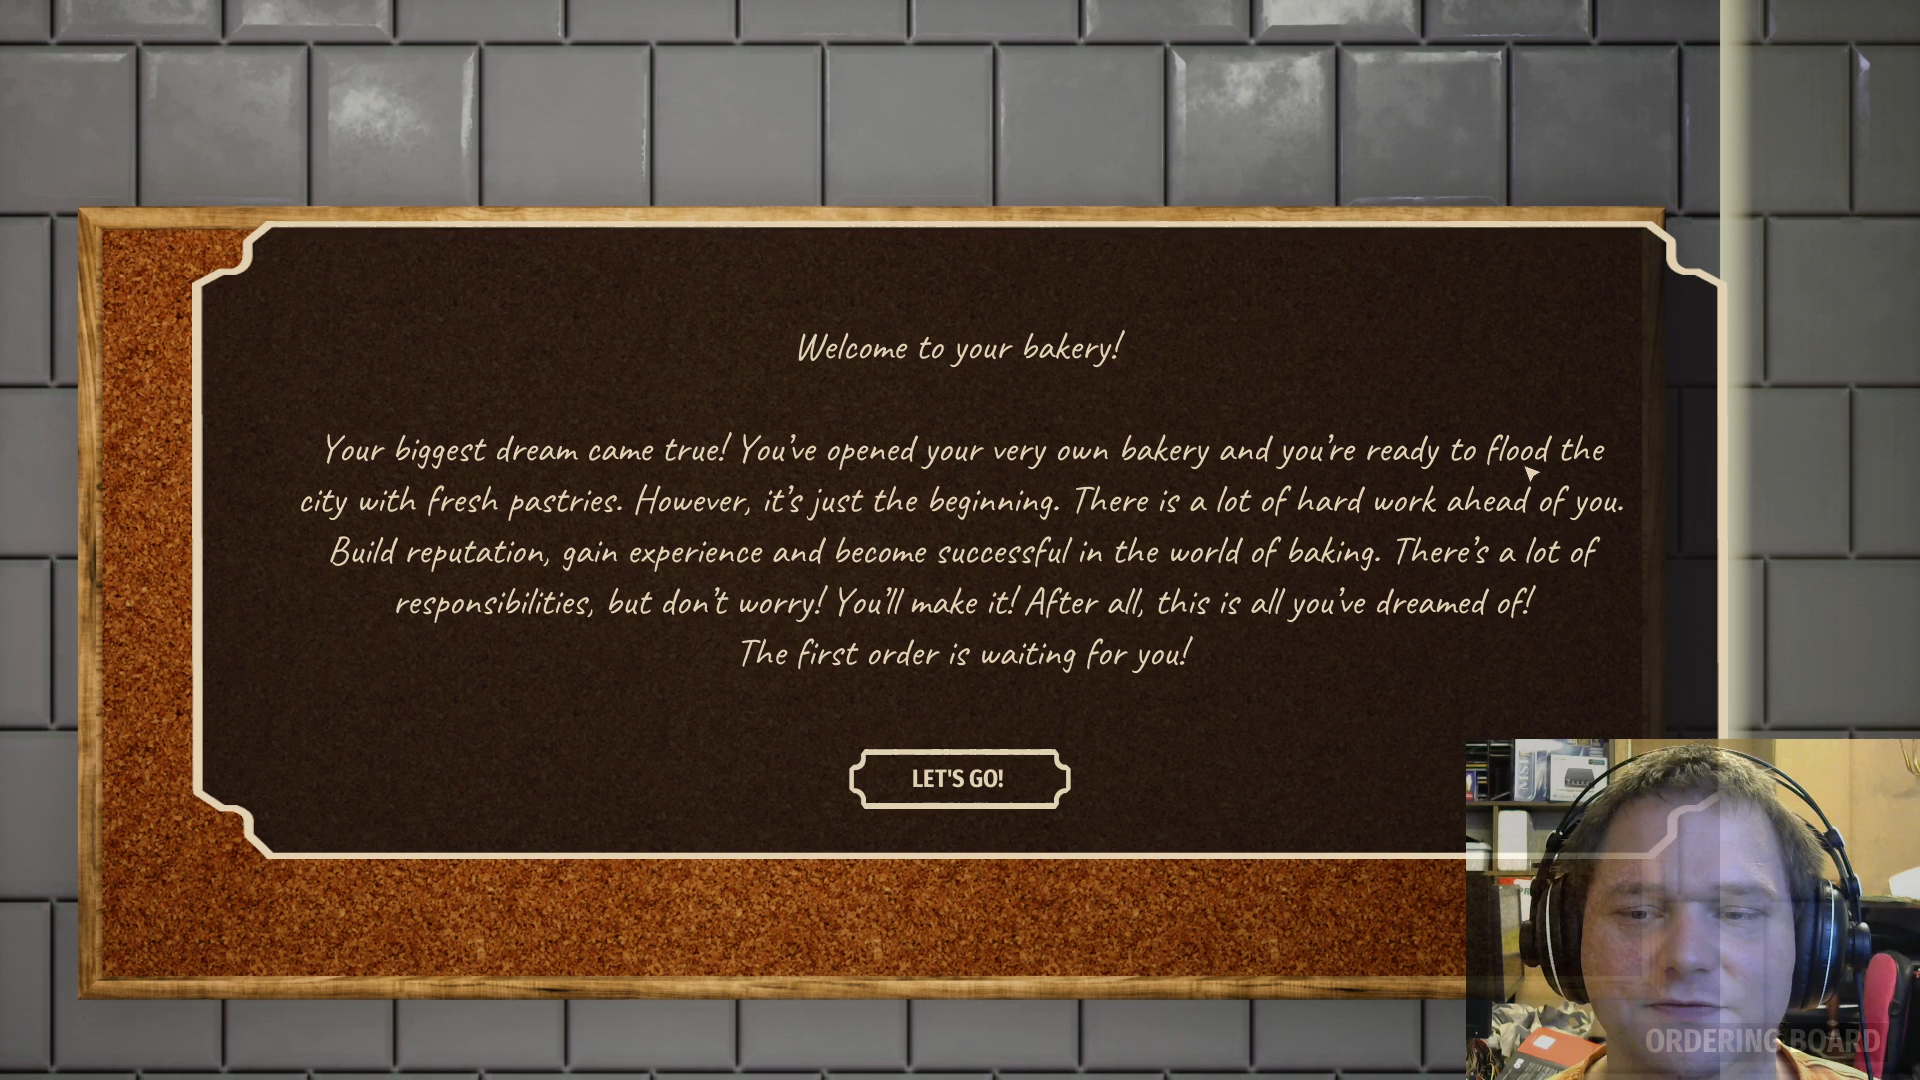 Welcome to your bakery!
Your biggest dream came true! You've opened your very own bakery and you're ready to flood the
city with fresh pastries. However, it's just the beginning. There is a lot of hard work ahead of you.
Build reputation, gain experience and become successful in the world of baking. There's a lot of
responsibilities, but don't worry! You'll make it! After all, this is all you've dreamed of!
The first order is waiting for you!
LET'S GO!
ORDERING BOARD